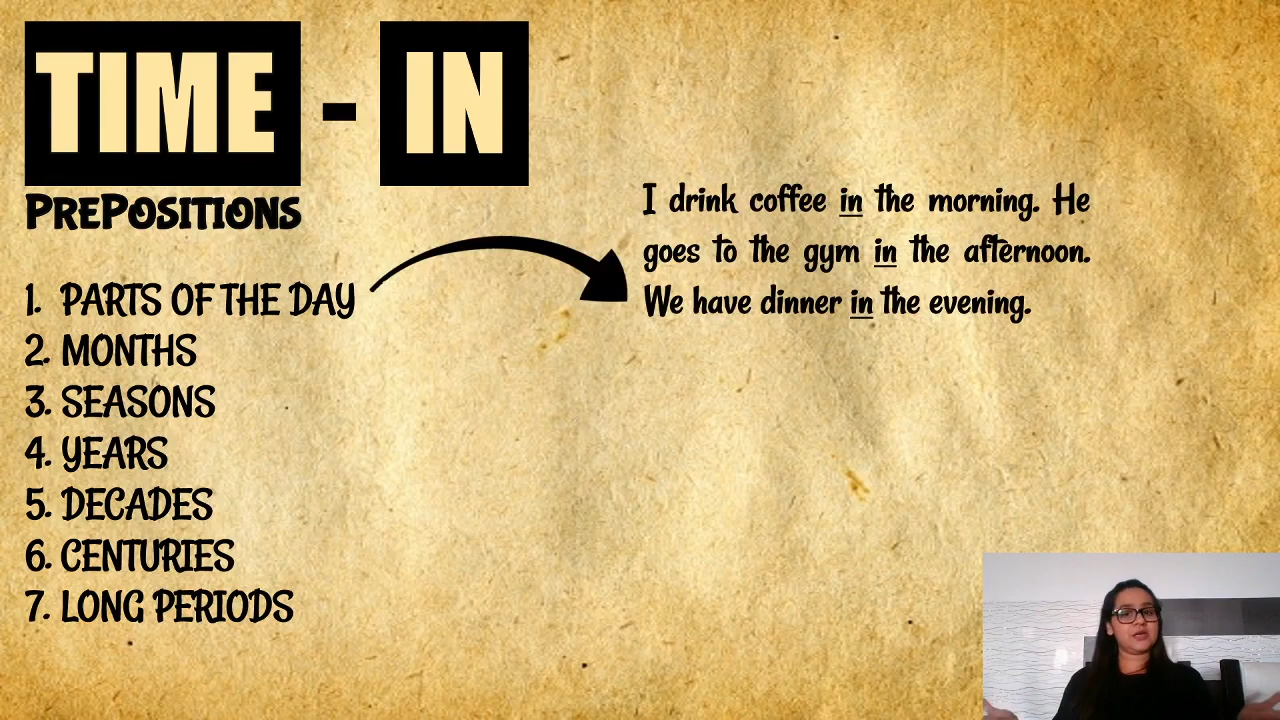 TIME - IN
PREPOSITIONS
1. PARTS OF THE DAY
2. MONTHS
3. SEASONS
4. YEARS
5. DECADES
6. CENTURIES
7. LONG PERIODS
I drink coffee in the morning. He
goes to the gym in the afternoon.
We have dinner in the evening.